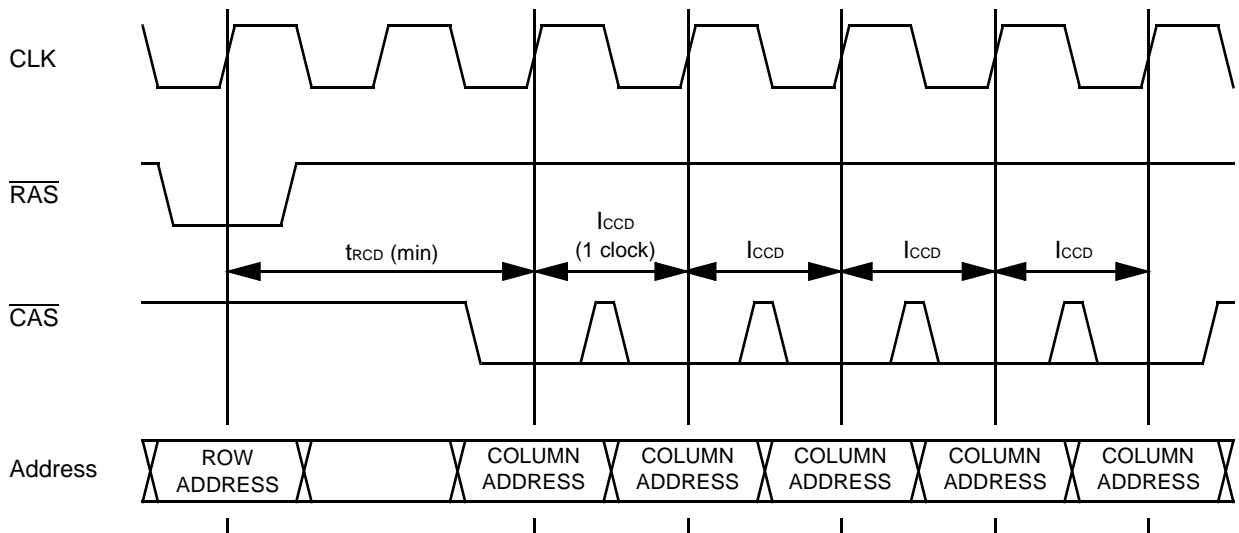 CLK
RAS
tRCD (min)
ICCD
(1 clock)
ICCD
ICCD
ICCD
CAS
Address
ROW
ADDRESS
COLUMN
ADDRESS
COLUMN
ADDRESS
COLUMN
ADDRESS
COLUMN
ADDRESS
COLUMN
ADDRESS